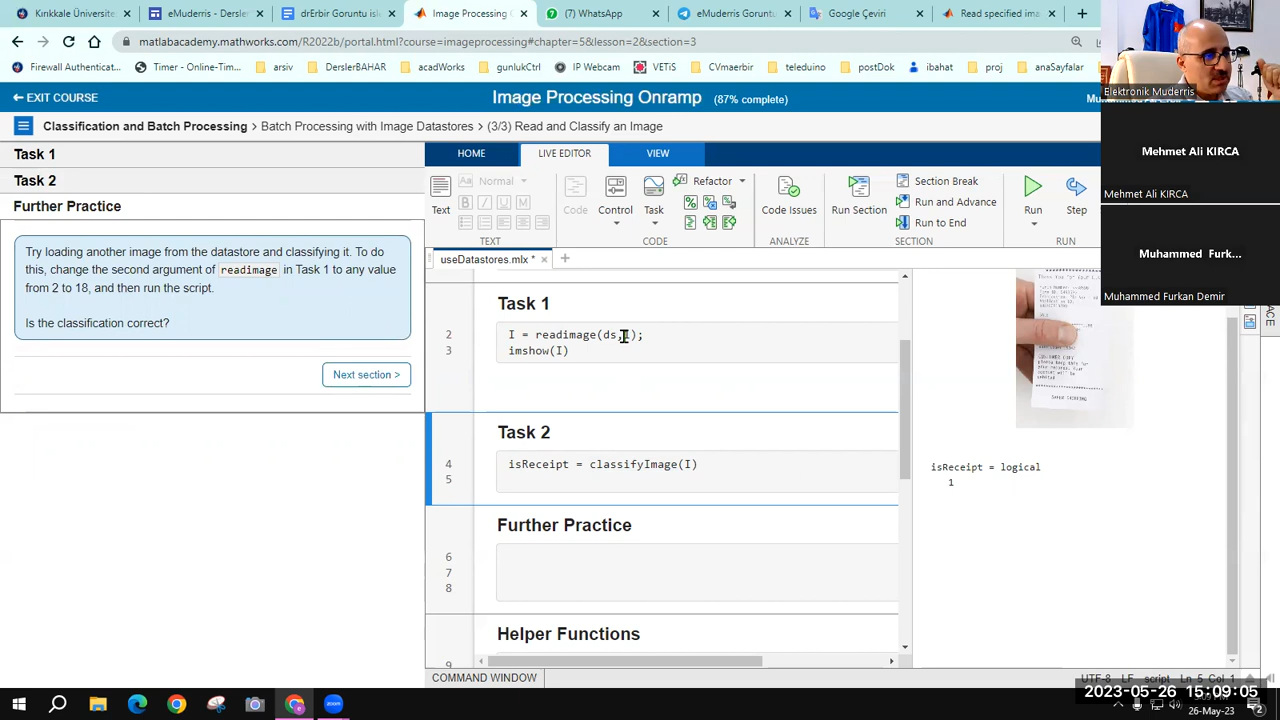 Kırıkkale Üniversite
eMuderris - Dersler
drErbir Goruntu isle
Image Processing C
(7) WhatsApp
eMuderris Goruntu
Google Çeviri
Read specified ima
matlabacademy.mathworks.com/R2022b/portal.html?course=imageprocessing#chapter=5&lesson=2&section=3
Firewall Authenticat...
Timer - Online-Tim...
arsiv
DerslerBAHAR
acadWorks
gunlukCtrl
IP Webcam
VETiS
CVmaerbir
teleduino
postDok
ibahat
proj
anaSayfalar
EXIT COURSE
Image Processing Onramp (87% complete)
Classification and Batch Processing > Batch Processing with Image Datastores > (3/3) Read and Classify an Image
Task 1
Task 2
Further Practice
Try loading another image from the datastore and classifying it. To do
this, change the second argument of readimage in Task 1 to any value
from 2 to 18, and then run the script.
Is the classification correct?
Next section >
HOME
LIVE EDITOR
VIEW
Text
Aa Normal
B I U M
TEXT
Code
Control
Task
Refactor
CODE
Code Issues
ANALYZE
Run Section
Section Break
Run and Advance
Run to End
SECTION
Run
Step
RUN
useDatastores.mlx *
Task 1
2 I = readimage(ds,1);
3 imshow(I)
Task 2
4 isReceipt = classifyImage(I)
5
Further Practice
6
7
8
Helper Functions
9
isReceipt = logical
1
COMMAND WINDOW
UTF-8 LF script Ln 5 Col 1
Elektronik Muderris
Mehmet Ali KIRCA
Mehmet Ali KIRCA
Muhammed Furk...
Muhammed Furkan Demir
2023-05-26 15:09:05
26-May-23